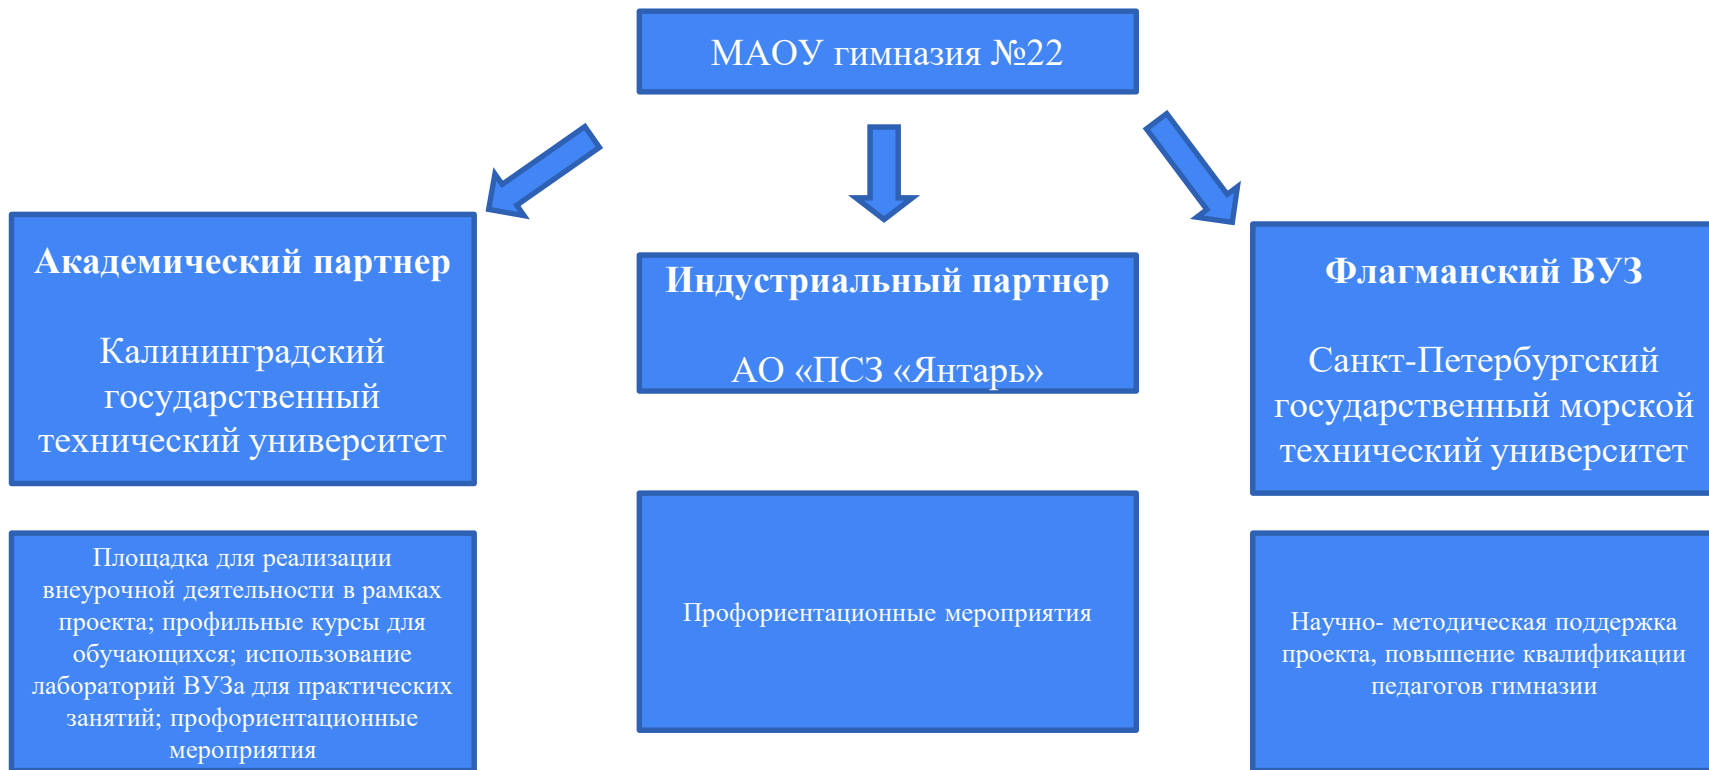 МАОУ гимназия №22
Академический партнер
Калининградский
государственный
технический университет
Индустриальный партнер
АО «ПСЗ «Янтарь»
Флагманский ВУЗ
Санкт-Петербургский
государственный морской
технический университет
Площадка для реализации
внеурочной деятельности в рамках
проекта; профильные курсы для
обучающихся; использование
лабораторий ВУЗа для практических
занятий; профориентационные
мероприятия
Профориентационные мероприятия
Научно- методическая поддержка
проекта, повышение квалификации
педагогов гимназии